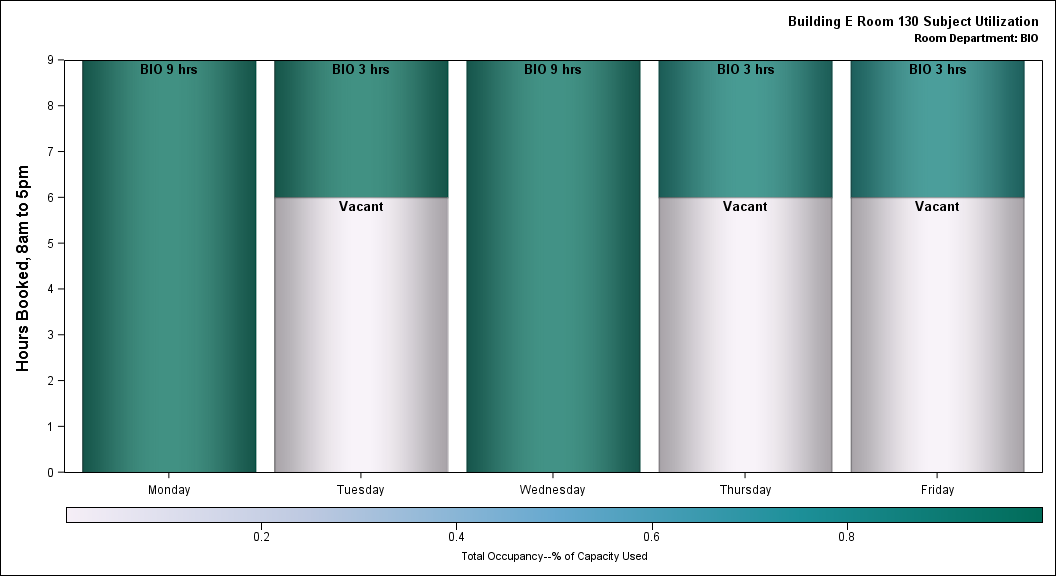 Building E Room 130 Subject Utilization
Room Department: BIO
Hours Booked, 8am to 5pm
9
8
7
6
5
4
3
2
1
0
BIO 9 hrs
BIO 3 hrs
BIO 9 hrs
BIO 3 hrs
BIO 3 hrs
Vacant
Vacant
Vacant
Monday
Tuesday
Wednesday
Thursday
Friday
0.2
0.4
0.6
0.8
Total Occupancy--% of Capacity Used